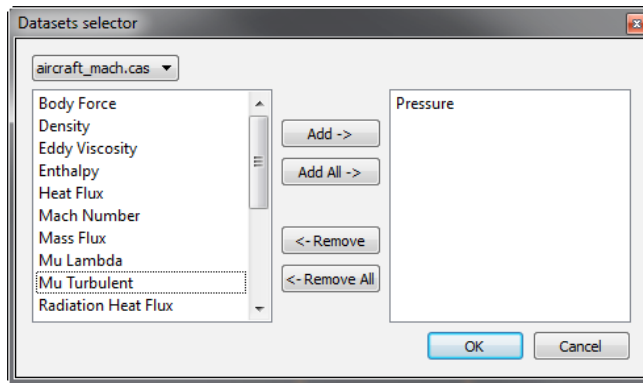 Datasets selector
aircraft_mach.cas
Body Force
Density
Eddy Viscosity
Enthalpy
Heat Flux
Mach Number
Mass Flux
Mu Lambda
Mu Turbulent
Radiation Heat Flux
Add ->
Add All ->
<- Remove
<- Remove All
Pressure
OK
Cancel